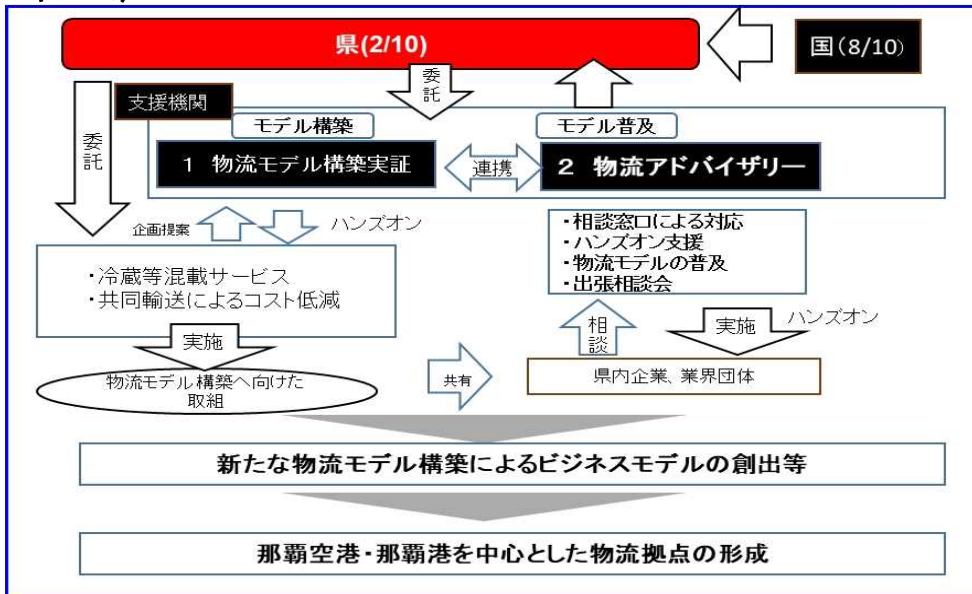 県(2/10)
国(8/10)
委託
支援機関
委託
モデル構築
モデル普及
1 物流モデル構築実証
連携
2 物流アドバイザリー
企画提案
ハンズオン
・相談窓口による対応
・ハンズオン支援
・物流モデルの普及
・出張相談会
・冷蔵等混載サービス
・共同輸送によるコスト低減
実施
相談
実施
ハンズオン
物流モデル構築へ向けた
取組
共有
県内企業、業界団体
新たな物流モデル構築によるビジネスモデルの創出等
那覇空港・那覇港を中心とした物流拠点の形成